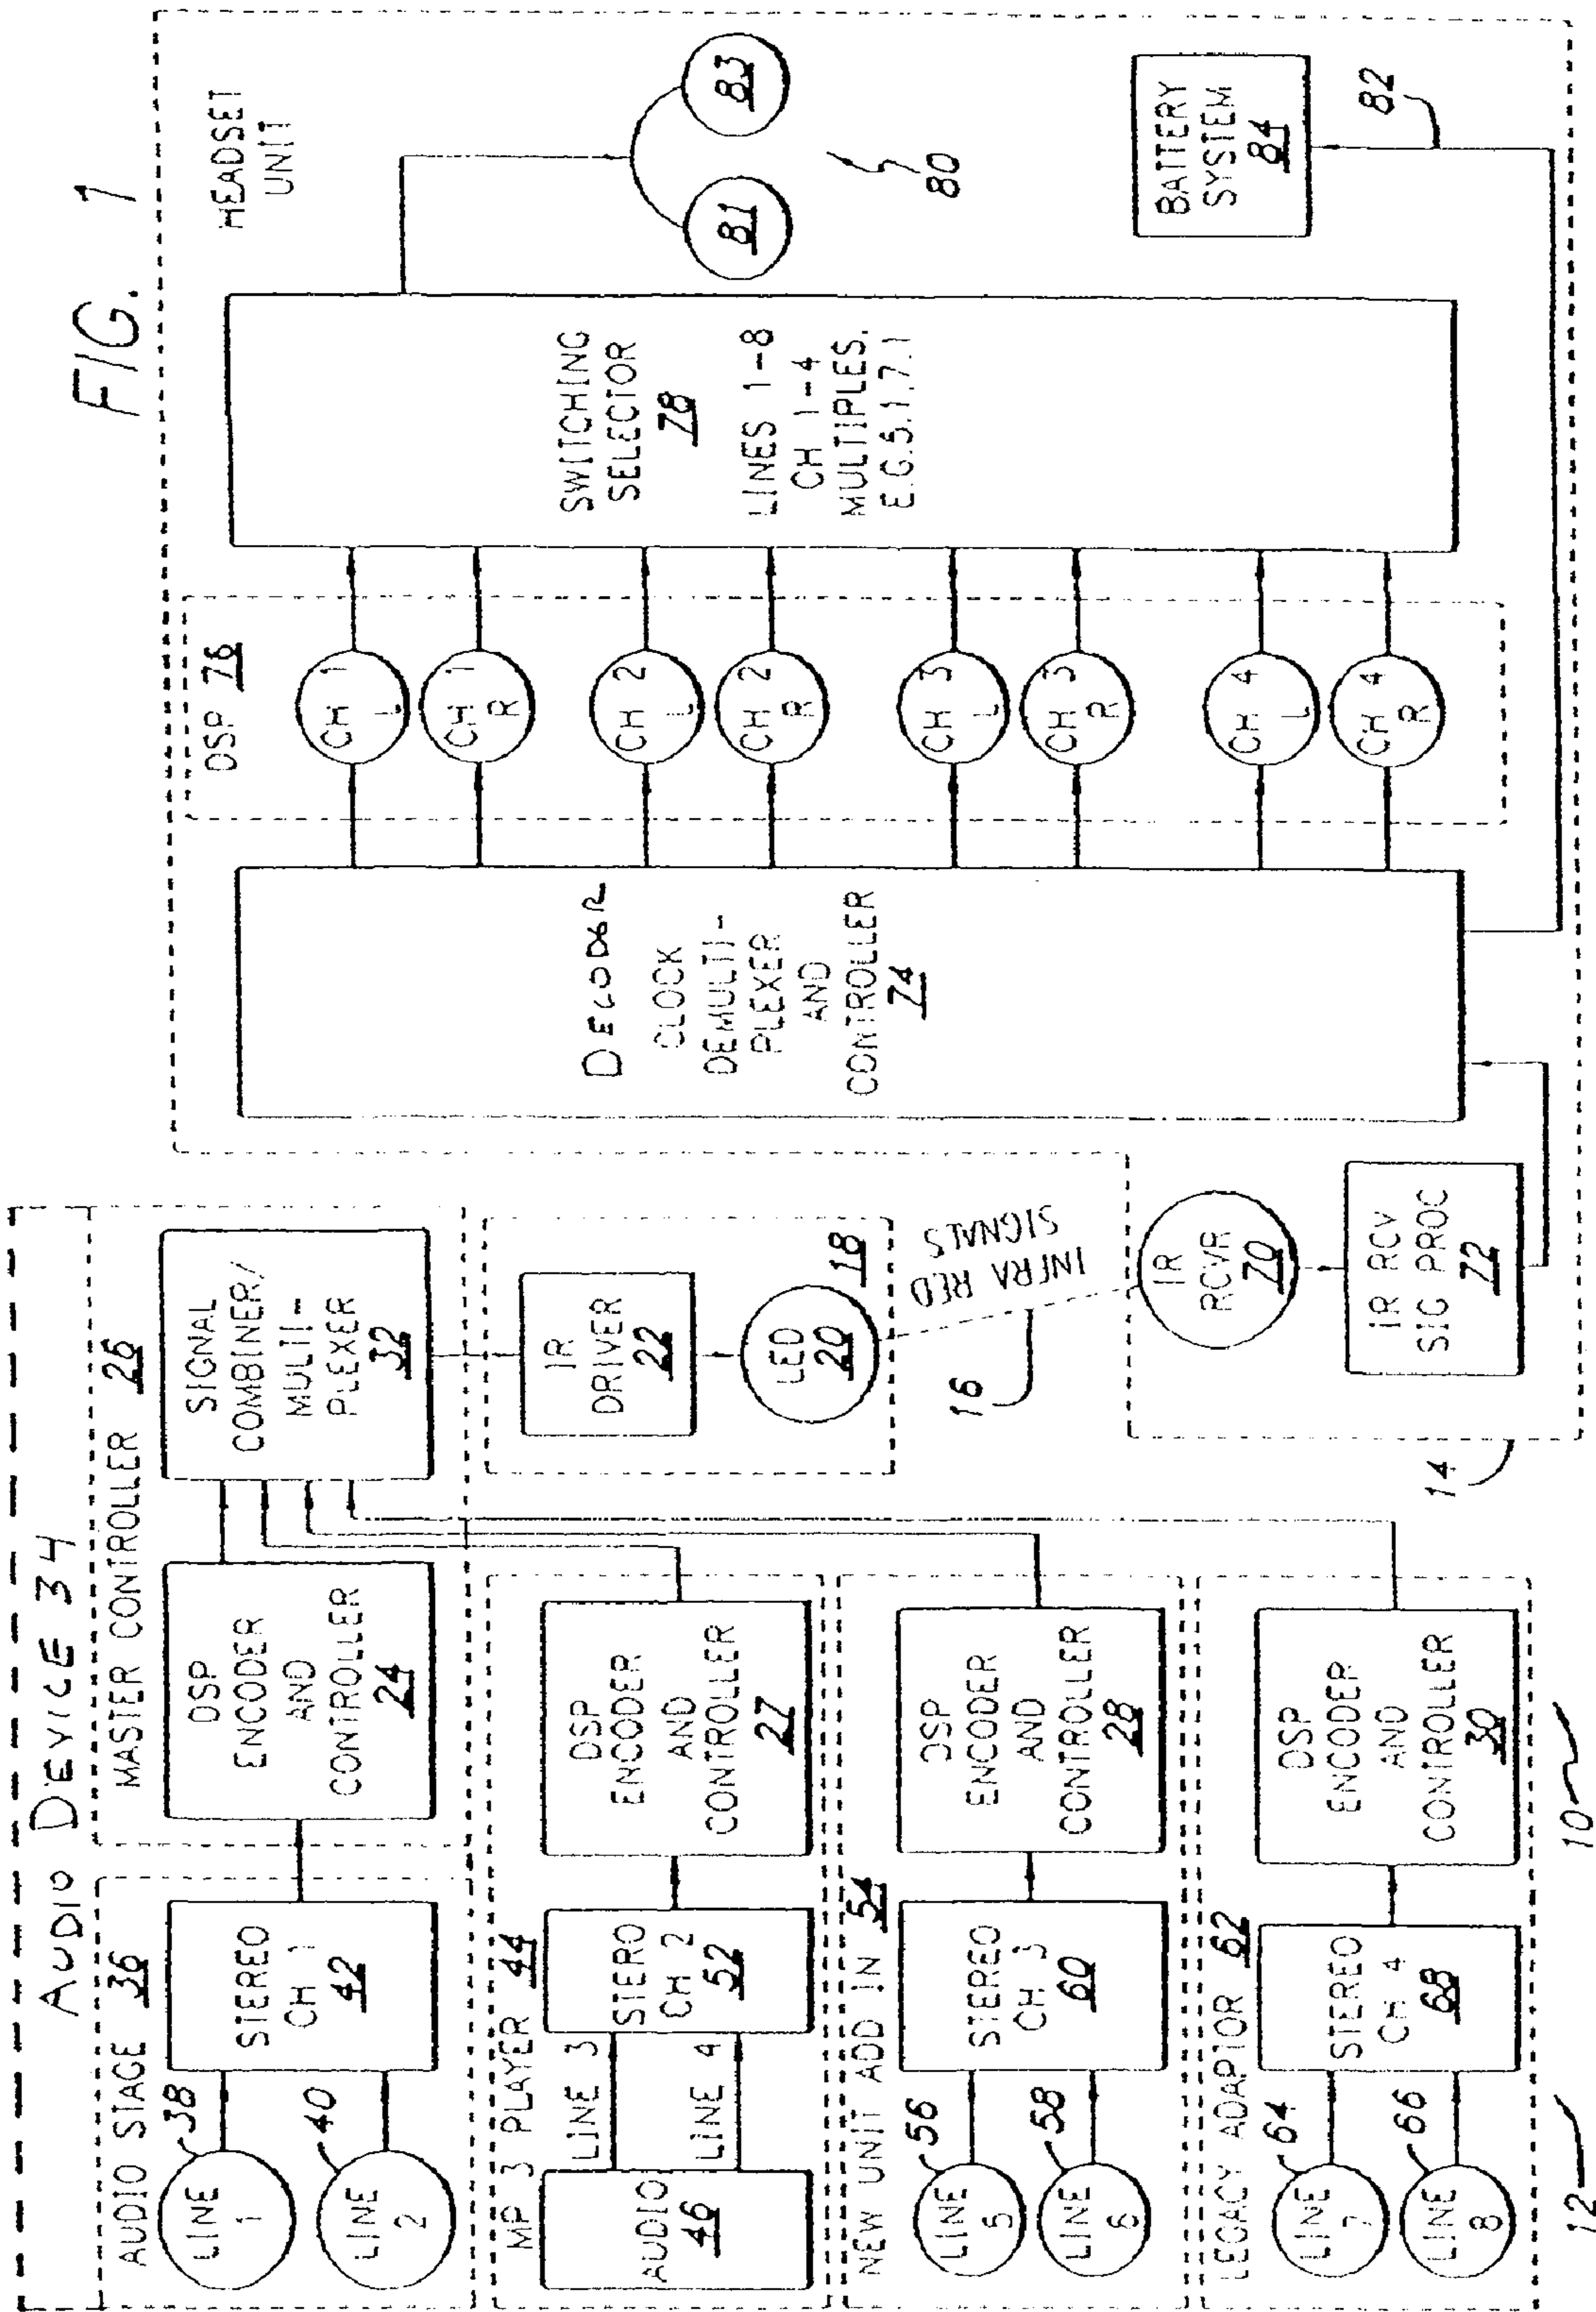 FIG. 1
AUDIO DEVICE 34
AUDIO STAGE 36
LINE
1
38
LINE
2
40
STEREO
CH 1
42
MASTER CONTROLLER 26
DSP
ENCODER
AND
CONTROLLER
24
SIGNAL
COMBINER/
MULTI-
PLEXER
32
MP 3 PLAYER 44
AUDIO
46
LINE 3
LINE 4
STERO
CH 2
52
DSP
ENCODER
AND
CONTROLLER
27
IR
DRIVER
22
LED
20
18
NEW UNIT ADD IN 54
LINE
5
56
LINE
6
58
STEREO
CH 3
60
DSP
ENCODER
AND
CONTROLLER
28
16
INFRA RED
SIGNALS
LEGACY ADAPTOR 62
LINE
7
64
LINE
8
66
STEREO
CH 4
68
DSP
ENCODER
AND
CONTROLLER
30
IR
RCVR
70
IR RCV
SIG PROC
72
14
12
10
HEADSET
UNIT
DECODER
CLOCK
DEMULTI-
PLEXER
AND
CONTROLLER
74
DSP 76
CH 1
L
CH 1
R
CH 2
L
CH 2
R
CH 3
L
CH 3
R
CH 4
L
CH 4
R
SWITCHING
SELECTOR
78
LINES 1-8
CH 1-4
MULTIPLES.
E.G.5.1,7.1
81
83
80
BATTERY
SYSTEM
84
82